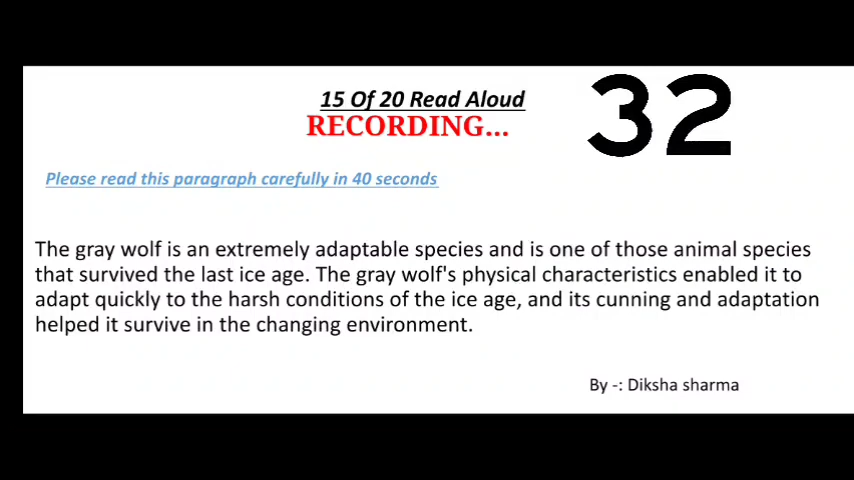 15 Of 20 Read Aloud
32
RECORDING...
Please read this paragraph carefully in 40 seconds
The gray wolf is an extremely adaptable species and is one of those animal species
that survived the last ice age. The gray wolf's physical characteristics enabled it to
adapt quickly to the harsh conditions of the ice age, and its cunning and adaptation
helped it survive in the changing environment.
By -: Diksha sharma